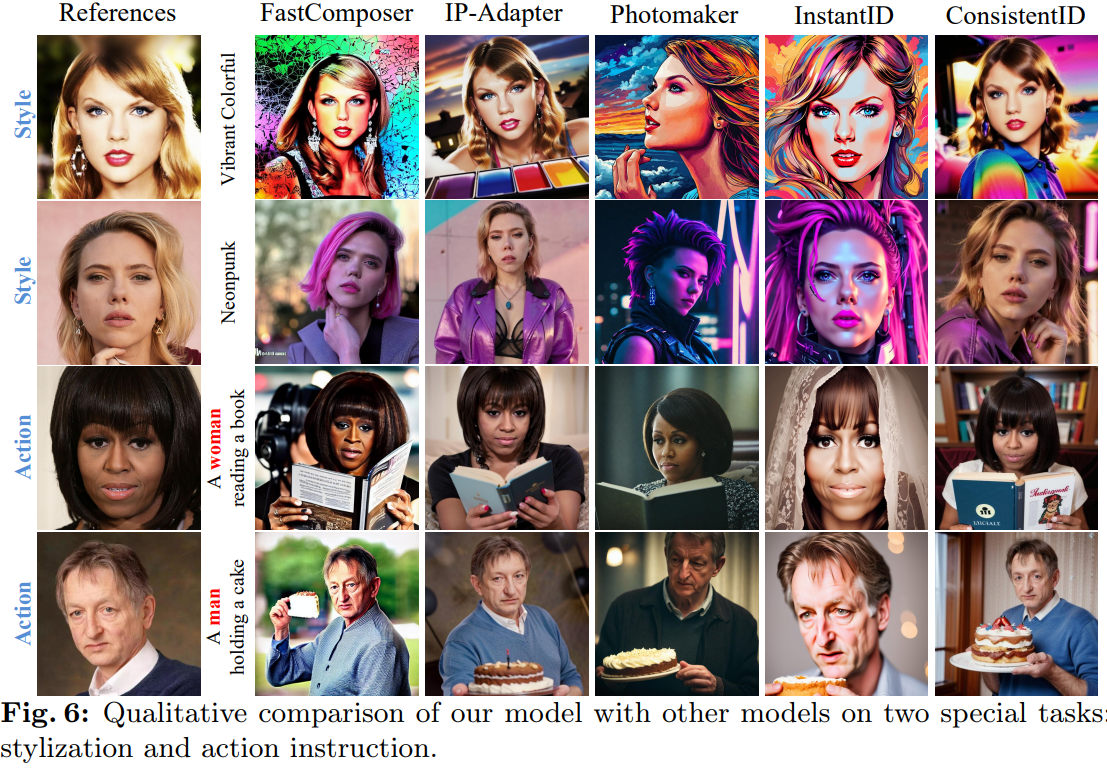 References FastComposer IP-Adapter Photomaker InstantID ConsistentID
Style
Vibrant Colorful
Style
Neonpunk
Action
A woman
reading a book
Action
A man
holding a cake
Fig. 6: Qualitative comparison of our model with other models on two special tasks:
stylization and action instruction.